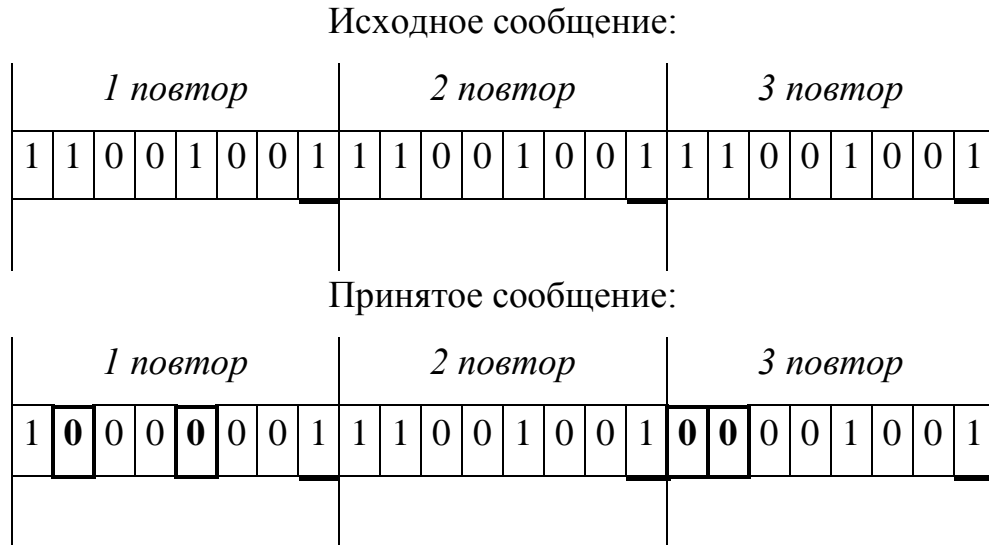 Исходное сообщение:
1 повтор 2 повтор 3 повтор
1 1 0 0 1 0 0 1 1 1 0 0 1 0 0 1 1 1 0 0 1 0 0 1
Принятое сообщение:
1 повтор 2 повтор 3 повтор
1 0 0 0 0 0 0 1 1 1 0 0 1 0 0 1 0 0 0 0 1 0 0 1